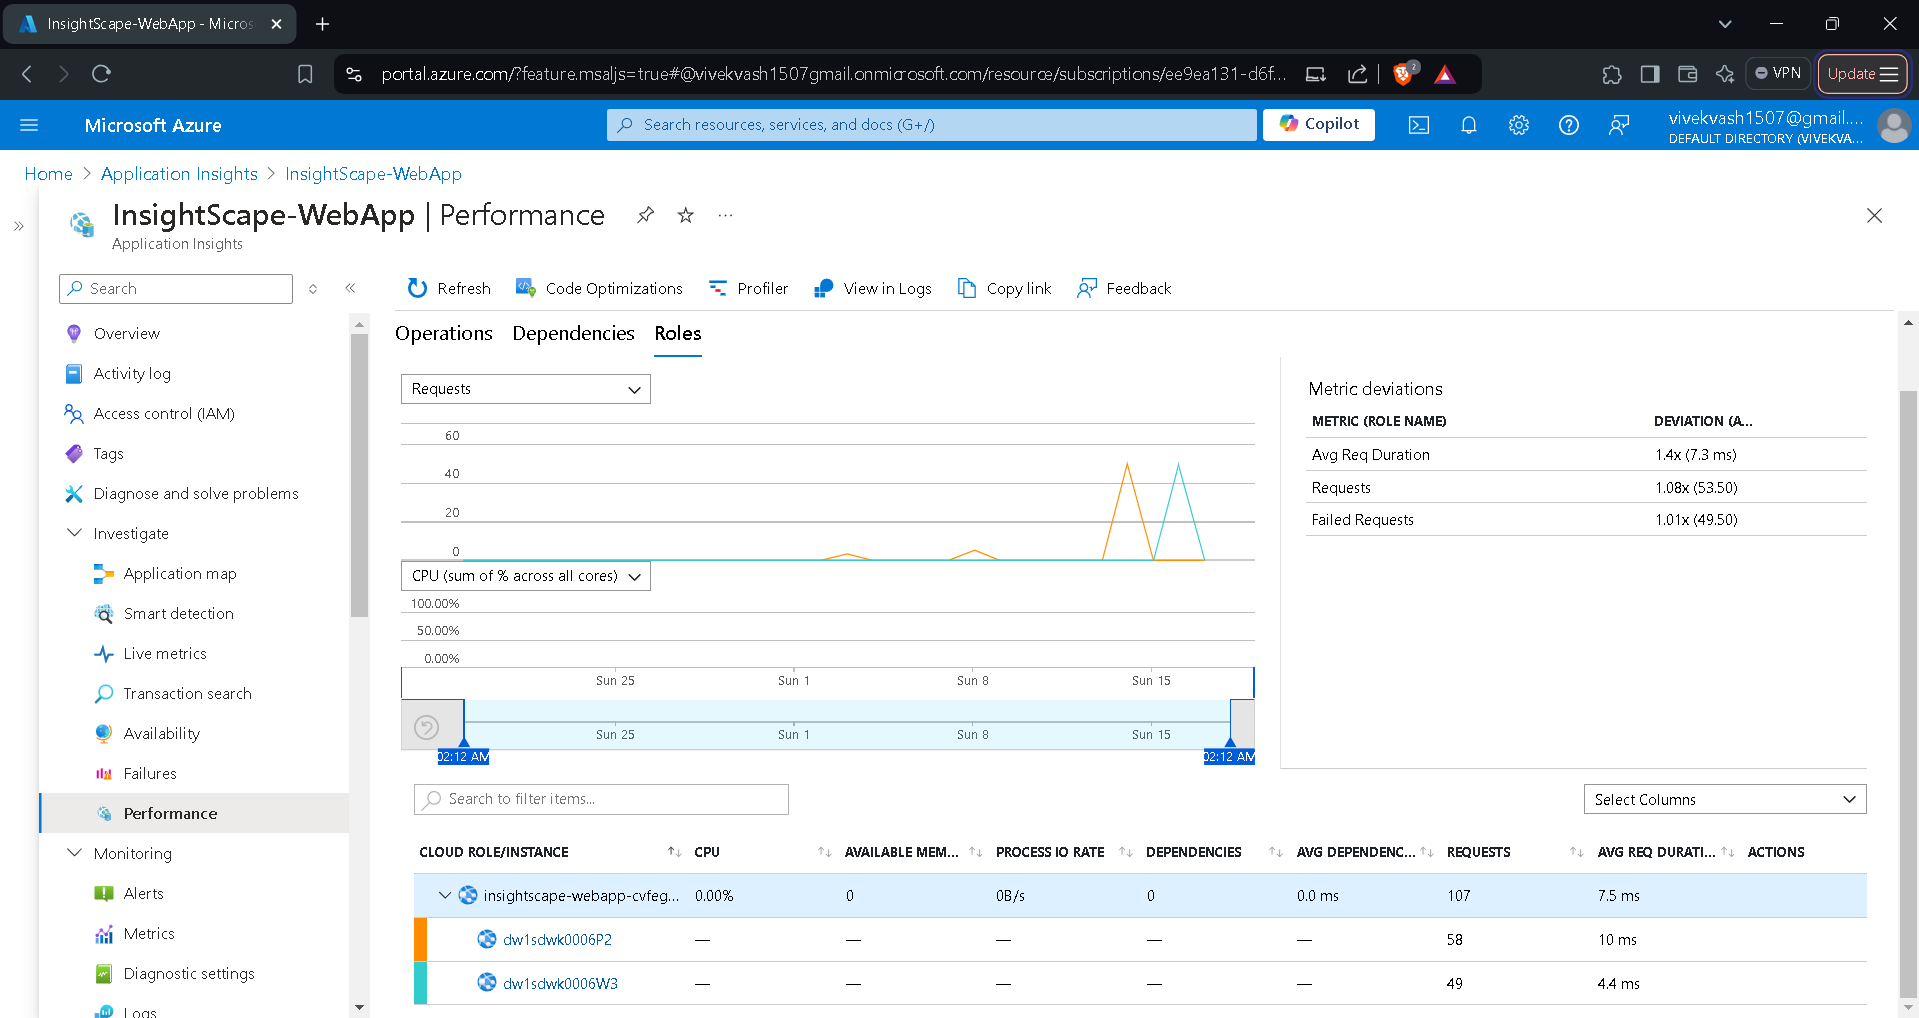 InsightScape-WebApp - Micros
portal.azure.com/?feature.msaljs=true#@vivekvash1507gmail.onmicrosoft.com/resource/subscriptions/ee9ea131-d6f...
2
VPN
Update
Microsoft Azure
Search resources, services, and docs (G+/)
Copilot
vivekvash1507@gmail....
DEFAULT DIRECTORY (VIVEKVA...
Home > Application Insights > InsightScape-WebApp
InsightScape-WebApp | Performance
Application Insights
Search
Overview
Activity log
Access control (IAM)
Tags
Diagnose and solve problems
Investigate
Application map
Smart detection
Live metrics
Transaction search
Availability
Failures
Performance
Monitoring
Alerts
Metrics
Diagnostic settings
Logs
Refresh
Code Optimizations
Profiler
View in Logs
Copy link
Feedback
Operations Dependencies Roles
Requests
60
40
20
0
CPU (sum of % across all cores)
100.00%
50.00%
0.00%
Sun 25 Sun 1 Sun 8 Sun 15
Sun 25 Sun 1 Sun 8 Sun 15
02:12 AM 02:12 AM
Metric deviations
METRIC (ROLE NAME) DEVIATION (A...
Avg Req Duration 1.4x (7.3 ms)
Requests 1.08x (53.50)
Failed Requests 1.01x (49.50)
Search to filter items...
Select Columns
CLOUD ROLE/INSTANCE CPU AVAILABLE MEM... PROCESS IO RATE DEPENDENCIES AVG DEPENDENC... REQUESTS AVG REQ DURATI... ACTIONS
insightscape-webapp-cvfeg... 0.00% 0 0B/s 0 0.0 ms 107 7.5 ms
dw1sdwk0006P2 — — — — — 58 10 ms
dw1sdwk0006W3 — — — — — 49 4.4 ms